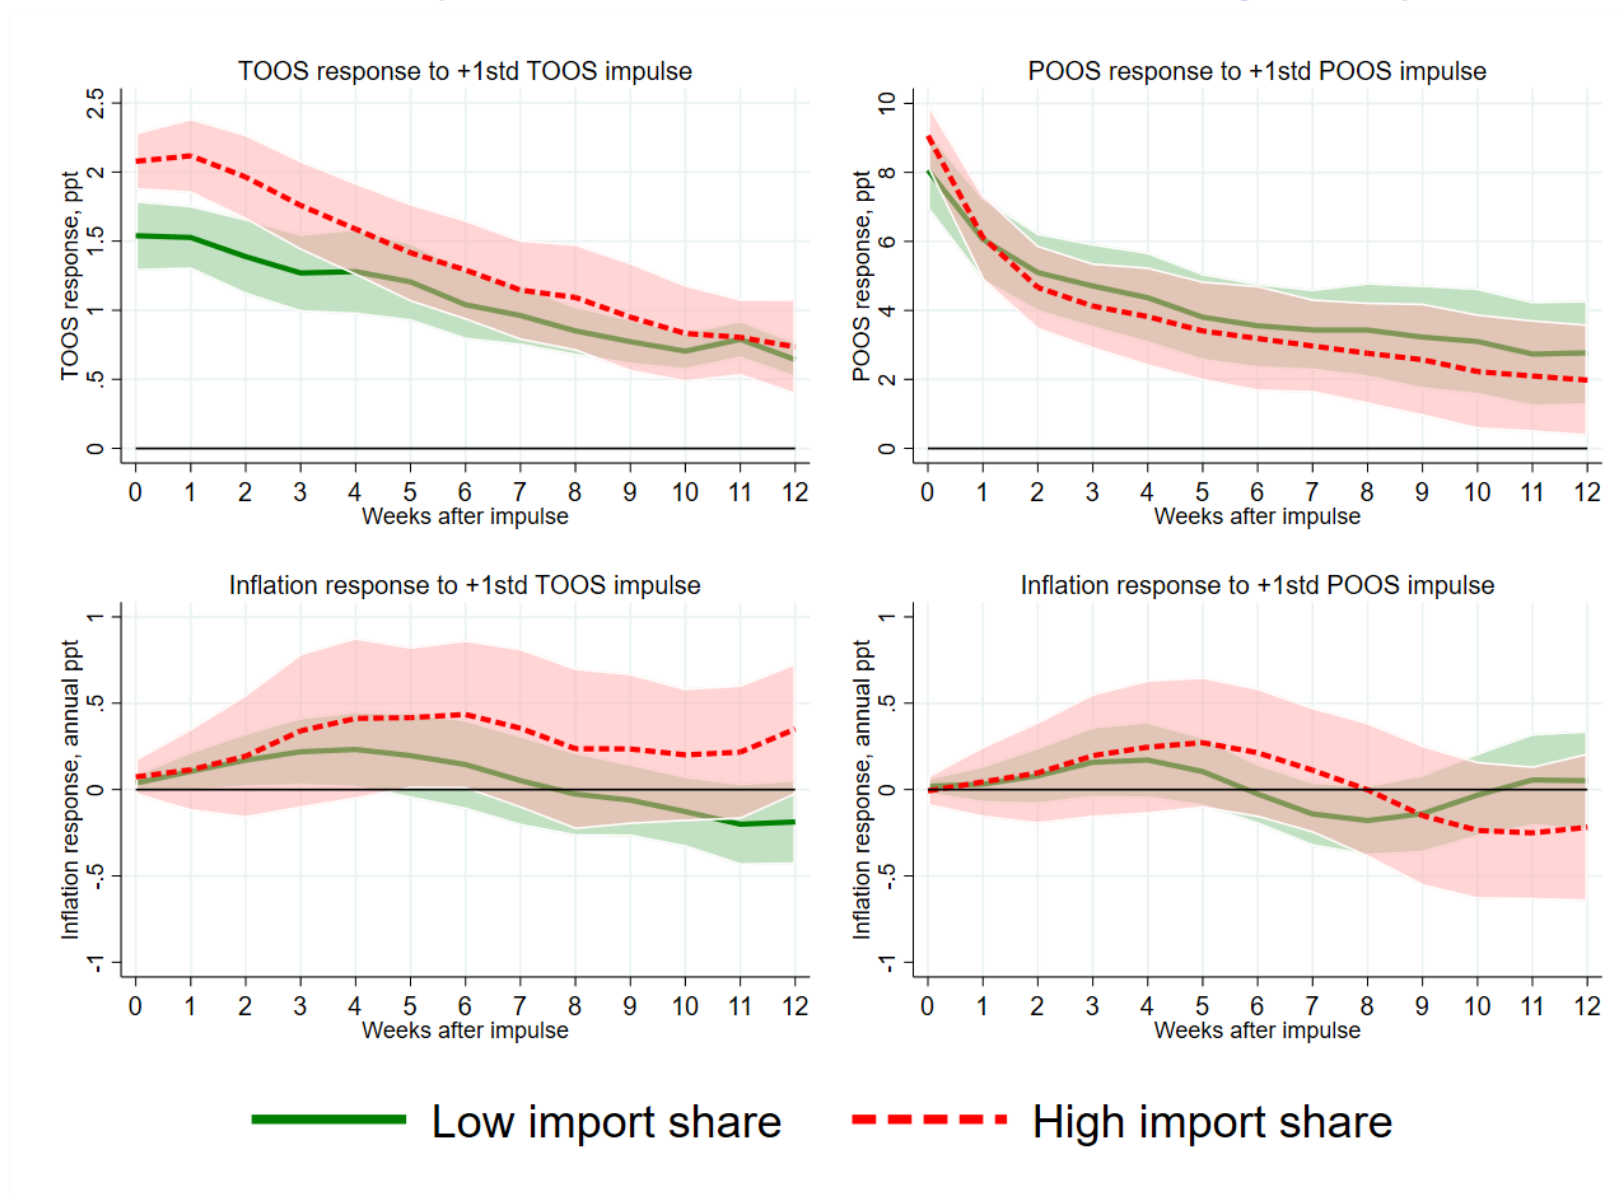 TOOS response to +1std TOOS impulse
TOOS response, ppt
2.5
2
1.5
1
.5
0
0 1 2 3 4 5 6 7 8 9 10 11 12
Weeks after impulse
POOS response to +1std POOS impulse
POOS response, ppt
10
8
6
4
2
0
0 1 2 3 4 5 6 7 8 9 10 11 12
Weeks after impulse
Inflation response to +1std TOOS impulse
Inflation response, annual ppt
1
.5
0
-.5
-1
0 1 2 3 4 5 6 7 8 9 10 11 12
Weeks after impulse
Inflation response to +1std POOS impulse
Inflation response, annual ppt
1
.5
0
-.5
-1
0 1 2 3 4 5 6 7 8 9 10 11 12
Weeks after impulse
Low import share
High import share